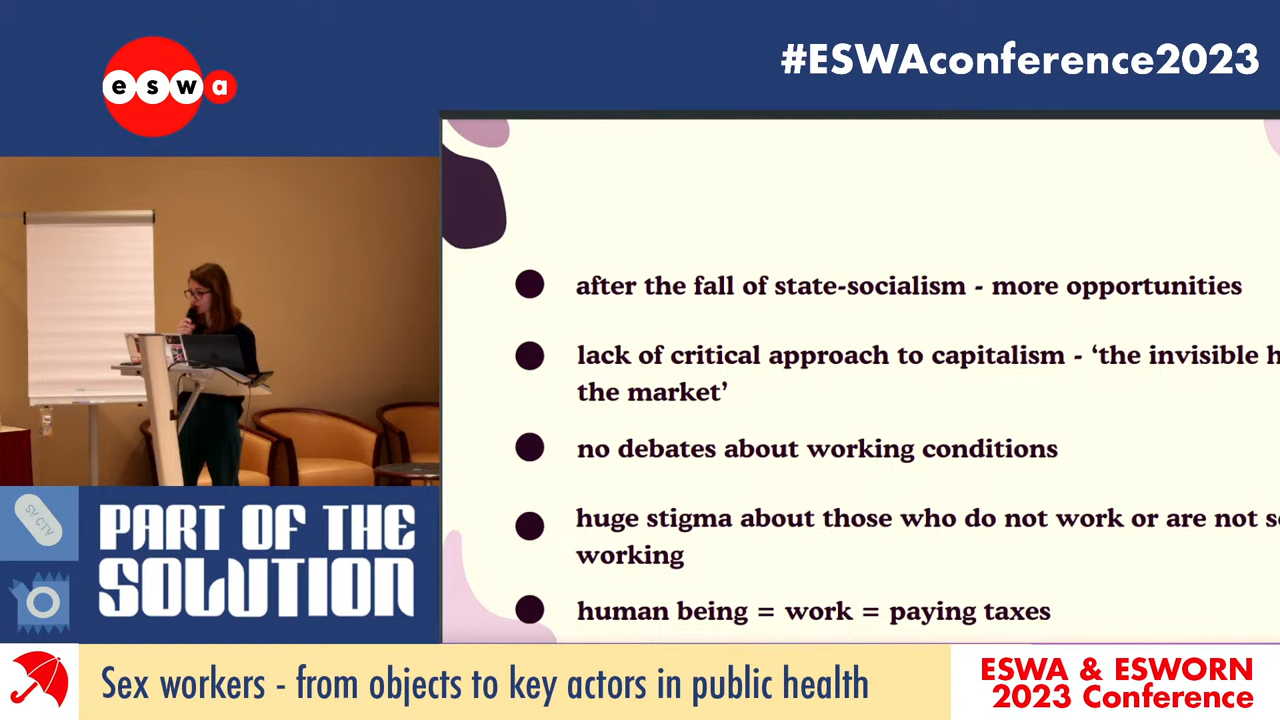 eswa
#ESWAconference2023
after the fall of state-socialism - more opportunities
lack of critical approach to capitalism - ‘the invisible h
the market’
no debates about working conditions
huge stigma about those who do not work or are not s
working
human being = work = paying taxes
PART OF THE
SOLUTION
Sex workers - from objects to key actors in public health
ESWA & ESWORN
2023 Conference